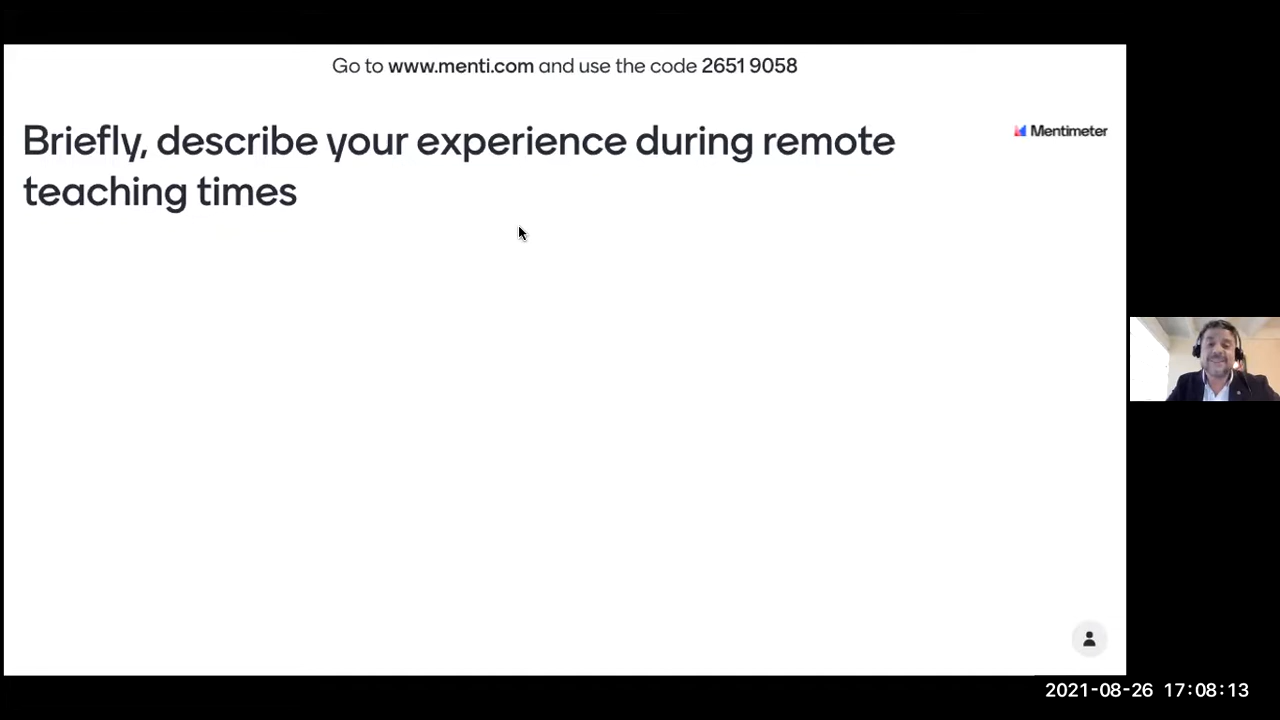 Go to www.menti.com and use the code 2651 9058
Briefly, describe your experience during remote
teaching times
Mentimeter
2021-08-26 17:08:13